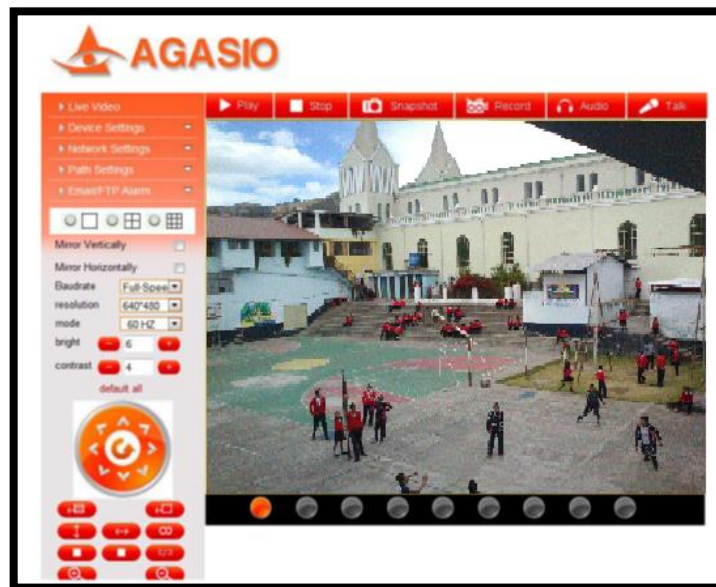 AGASIO
Live Video
Device Settings
Network Settings
Path Settings
Email/FTP Alarm
Play
Stop
Snapshot
Record
Audio
Talk
Mirror Vertically
Mirror Horizontally
Baudrate Full-Spee
resolution 640*480
mode 60 HZ
bright 6
contrast 4
default all